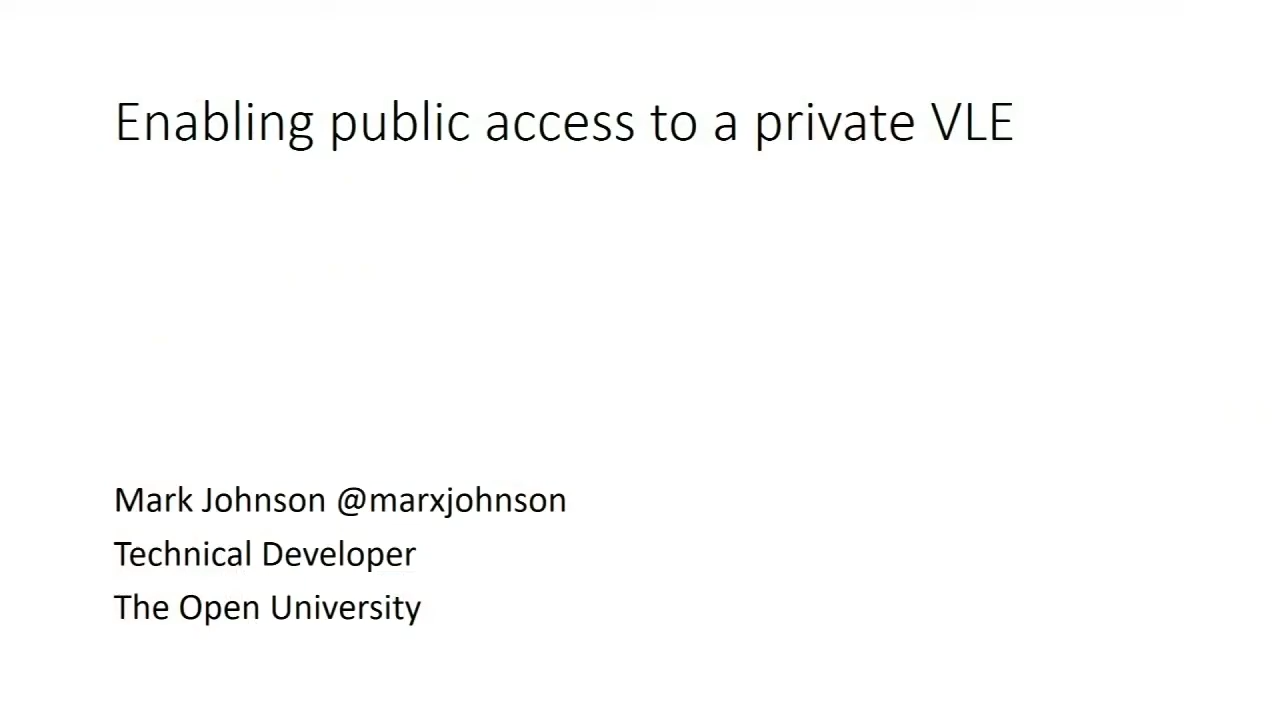 Enabling public access to a private VLE
Mark Johnson @marxjohnson
Technical Developer
The Open University